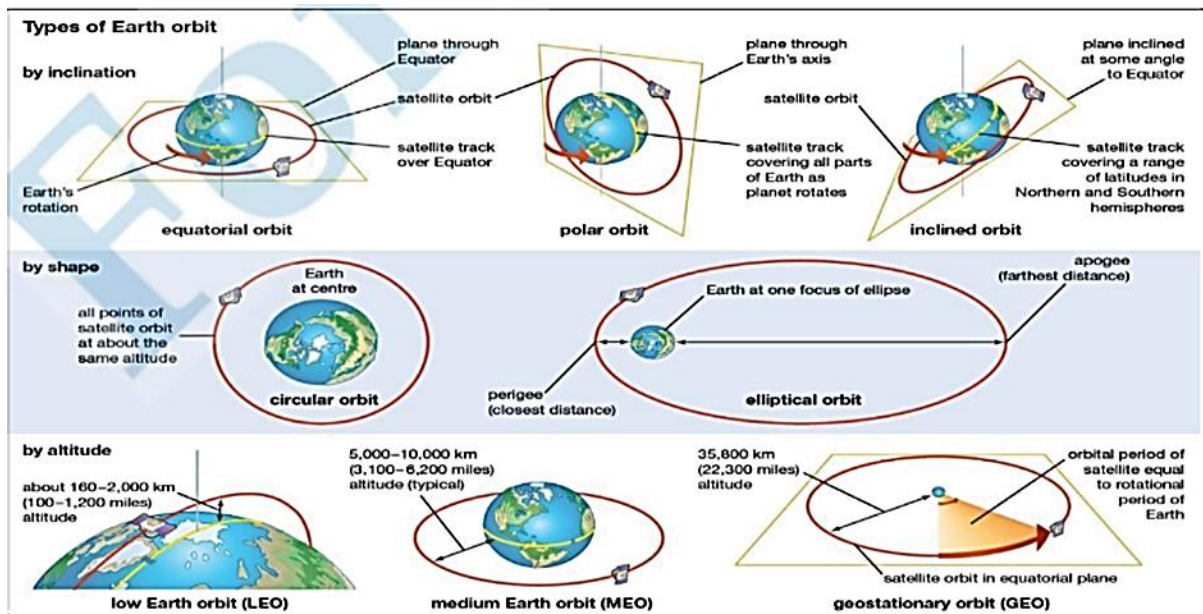 Types of Earth orbit
by inclination
plane through
Equator
satellite orbit
satellite track
over Equator
Earth's
rotation
equatorial orbit
plane through
Earth's axis
satellite track
covering all parts
of Earth as
planet rotates
polar orbit
plane inclined
at some angle
to Equator
satellite orbit
satellite track
covering a range
of latitudes in
Northern and Southern
hemispheres
inclined orbit
by shape
Earth
at centre
all points of
satellite orbit
at about the
same altitude
circular orbit
Earth at one focus of ellipse
apogee
(farthest distance)
perigee
(closest distance)
elliptical orbit
by altitude
about 160–2,000 km
(100–1,200 miles)
altitude
low Earth orbit (LEO)
5,000–10,000 km
(3,100–6,200 miles)
altitude (typical)
medium Earth orbit (MEO)
35,800 km
(22,300 miles)
altitude
orbital period of
satellite equal
to rotational
period of
Earth
satellite orbit in equatorial plane
geostationary orbit (GEO)